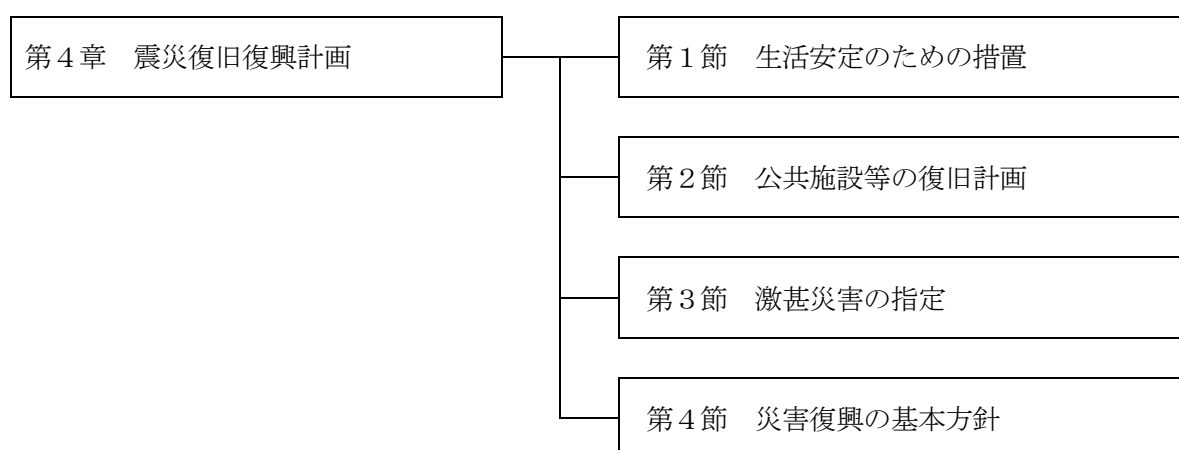 第４章　震災復旧復興計画
第１節　生活安定のための措置
第２節　公共施設等の復旧計画
第３節　激甚災害の指定
第４節　災害復興の基本方針